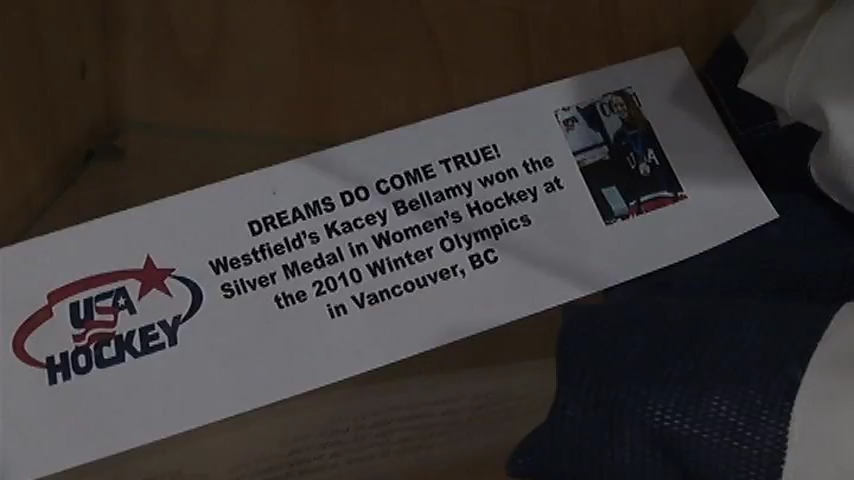 DREAMS DO COME TRUE!
Westfield's Kacey Bellamy won the
Silver Medal in Women's Hockey at
the 2010 Winter Olympics
in Vancouver, BC
USA
HOCKEY
USA